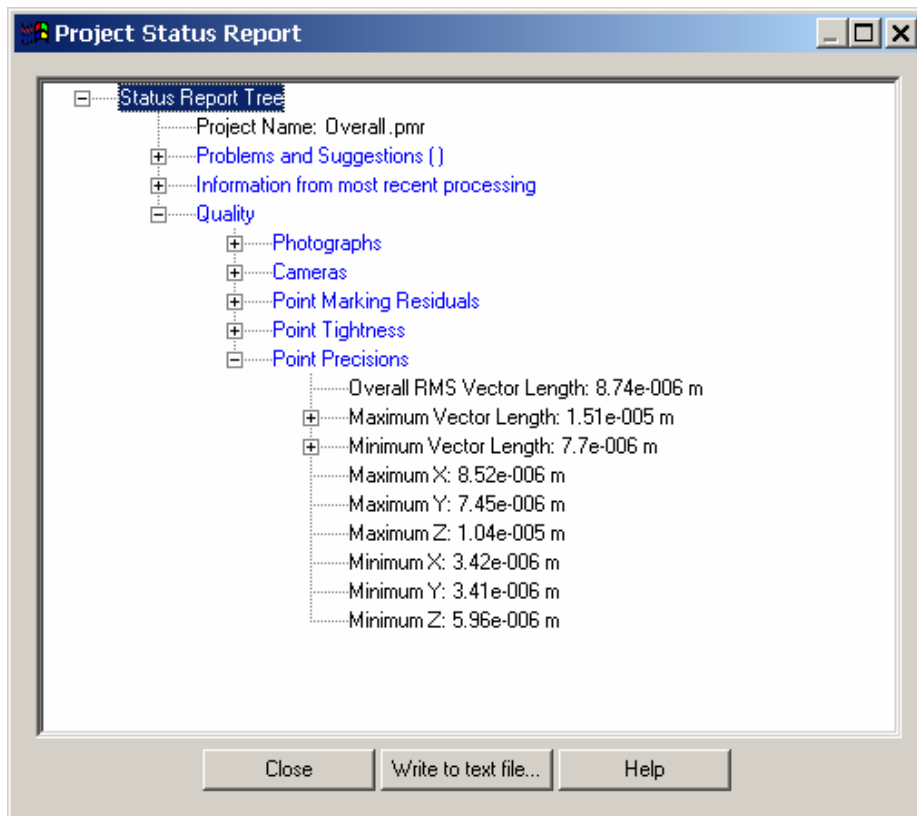 Project Status Report
Status Report Tree
Project Name: Overall.pmr
Problems and Suggestions ( )
Information from most recent processing
Quality
Photographs
Cameras
Point Marking Residuals
Point Tightness
Point Precisions
Overall RMS Vector Length: 8.74e-006 m
Maximum Vector Length: 1.51e-005 m
Minimum Vector Length: 7.7e-006 m
Maximum X: 8.52e-006 m
Maximum Y: 7.45e-006 m
Maximum Z: 1.04e-005 m
Minimum X: 3.42e-006 m
Minimum Y: 3.41e-006 m
Minimum Z: 5.96e-006 m
Close Write to text file... Help